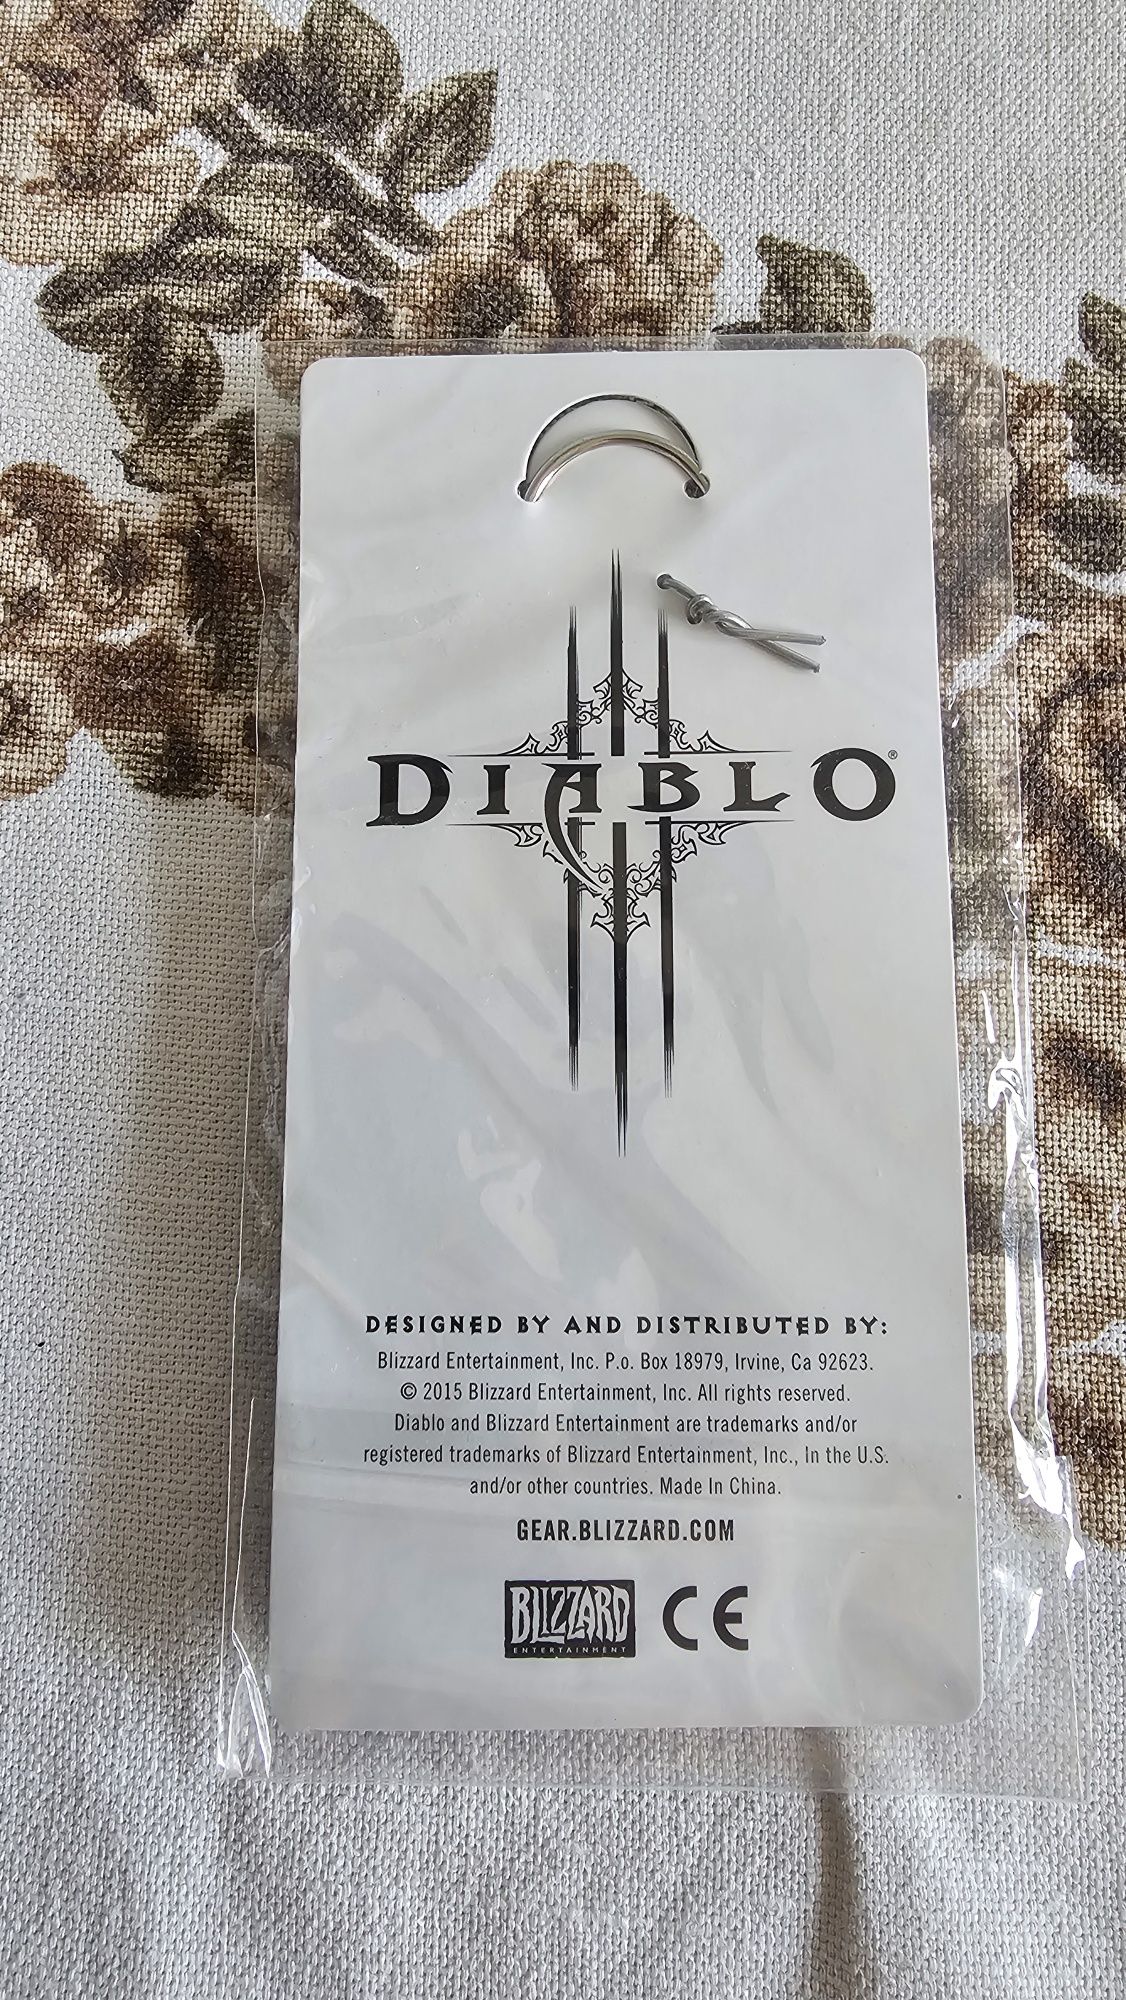 DIABLO®
DESIGNED BY AND DISTRIBUTED BY:
Blizzard Entertainment, Inc. P.o. Box 18979, Irvine, Ca 92623.
© 2015 Blizzard Entertainment, Inc. All rights reserved.
Diablo and Blizzard Entertainment are trademarks and/or
registered trademarks of Blizzard Entertainment, Inc., In the U.S.
and/or other countries. Made In China.
GEAR.BLIZZARD.COM
BLIZZARD CE
ENTERTAINMENT